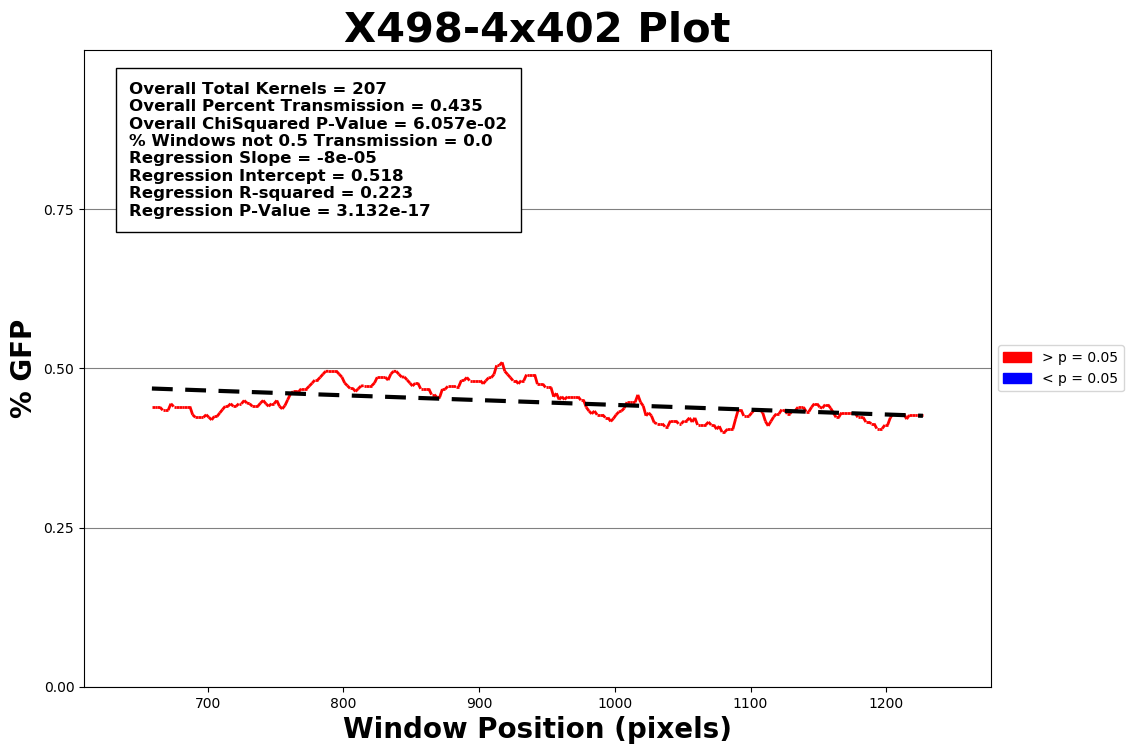 X498-4x402 Plot
Overall Total Kernels = 207
Overall Percent Transmission = 0.435
Overall ChiSquared P-Value = 6.057e-02
% Windows not 0.5 Transmission = 0.0
Regression Slope = -8e-05
Regression Intercept = 0.518
Regression R-squared = 0.223
Regression P-Value = 3.132e-17
0.75
0.50
0.25
0.00
% GFP
> p = 0.05
< p = 0.05
700 800 900 1000 1100 1200
Window Position (pixels)